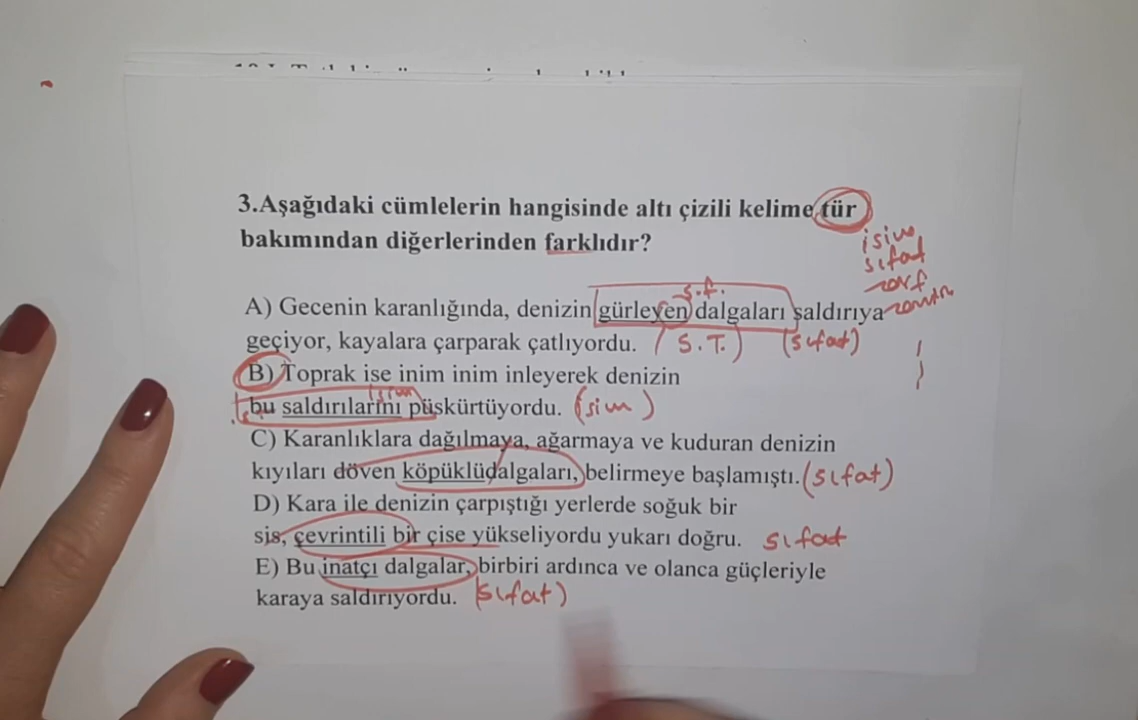 3.Aşağıdaki cümlelerin hangisinde altı çizili kelime tür
bakımından diğerlerinden farklıdır?
isim
sıfat
zarf
zamir
s.f.
A) Gecenin karanlığında, denizin gürleyen dalgaları saldırıya
geçiyor, kayalara çarparak çatlıyordu. (S.T.) (sıfat)
B) Toprak ise inim inim inleyerek denizin
isim
bu saldırılarını püskürtüyordu. (isim)
C) Karanlıklara dağılmaya, ağarmaya ve kuduran denizin
kıyıları döven köpüklüdalgaları, belirmeye başlamıştı. (sıfat)
D) Kara ile denizin çarpıştığı yerlerde soğuk bir
sis, çevrintili bir çise yükseliyordu yukarı doğru. sıfat
E) Bu inatçı dalgalar, birbiri ardınca ve olanca güçleriyle
karaya saldırıyordu. (sıfat)